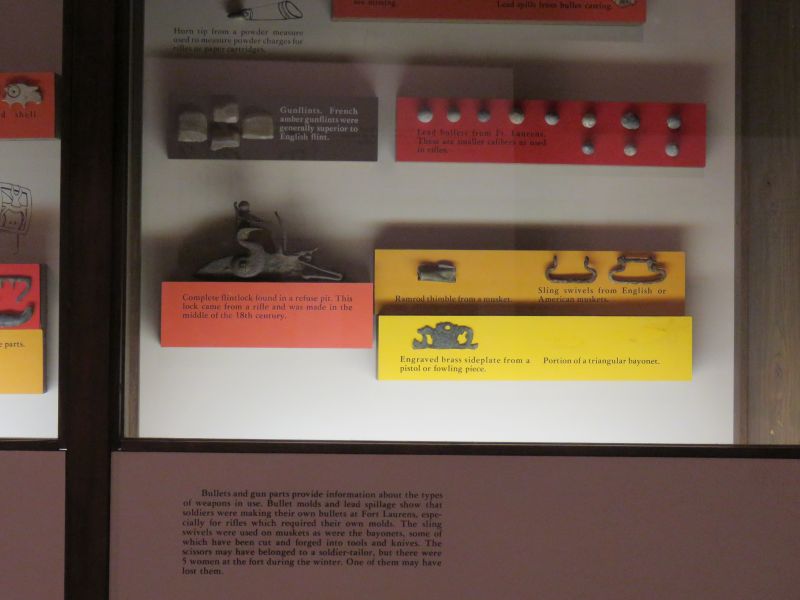 see missing.
Lead spills from bullet casting.
Horn tip from a powder measure
used to measure powder charges for
rifles or paper cartridges.
d shell.
Gunflints. French
amber gunflints were
generally superior to
English flint.
Lead bullets from Ft. Laurens.
These are smaller calibers as used
in rifles.
Complete flintlock found in a refuse pit. This
lock came from a rifle and was made in the
middle of the 18th century.
Ramrod thimble from a musket.
Sling swivels from English or
American muskets.
e parts.
Engraved brass sideplate from a
pistol or fowling piece.
Portion of a triangular bayonet.
Bullets and gun parts provide information about the types
of weapons in use. Bullet molds and lead spillage show that
soldiers were making their own bullets at Fort Laurens, espe-
cially for rifles which required their own molds. The sling
swivels were used on muskets as were the bayonets, some of
which have been cut and forged into tools and knives. The
scissors may have belonged to a soldier-tailor, but there were
5 women at the fort during the winter. One of them may have
lost them.